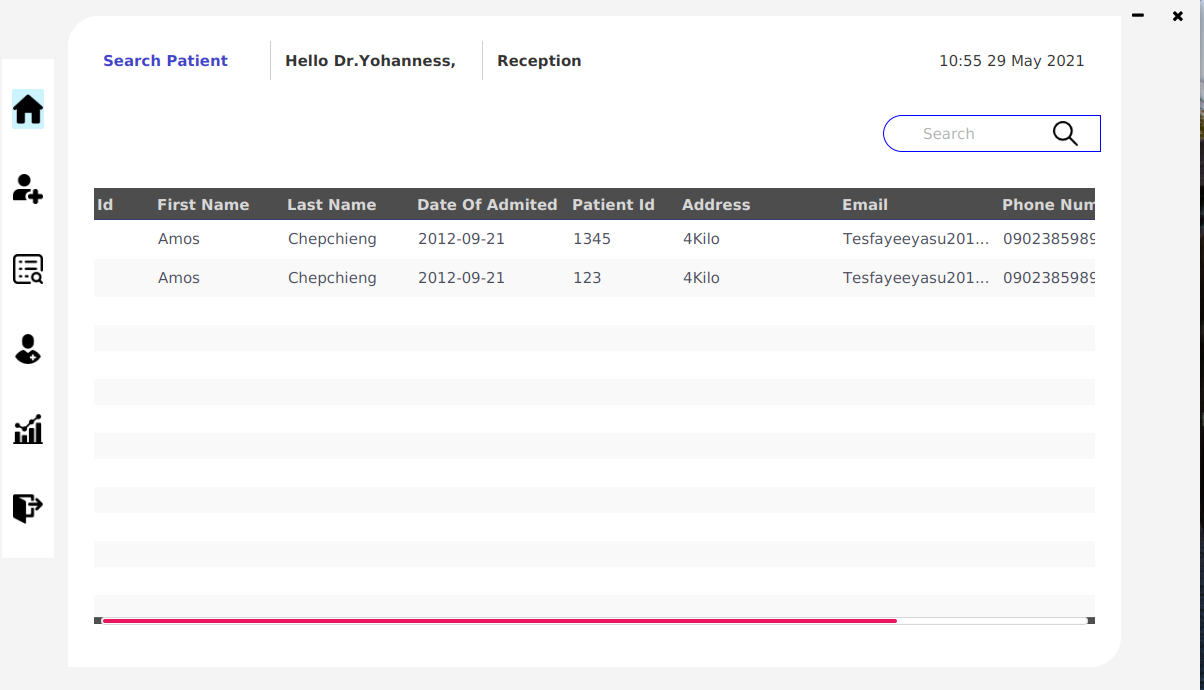 Search Patient
Hello Dr.Yohanness,
Reception
10:55 29 May 2021
Search
Id First Name Last Name Date Of Admited Patient Id Address Email Phone Num
Amos Chepchieng 2012-09-21 1345 4Kilo Tesfayeeyasu201... 0902385989
Amos Chepchieng 2012-09-21 123 4Kilo Tesfayeeyasu201... 0902385989